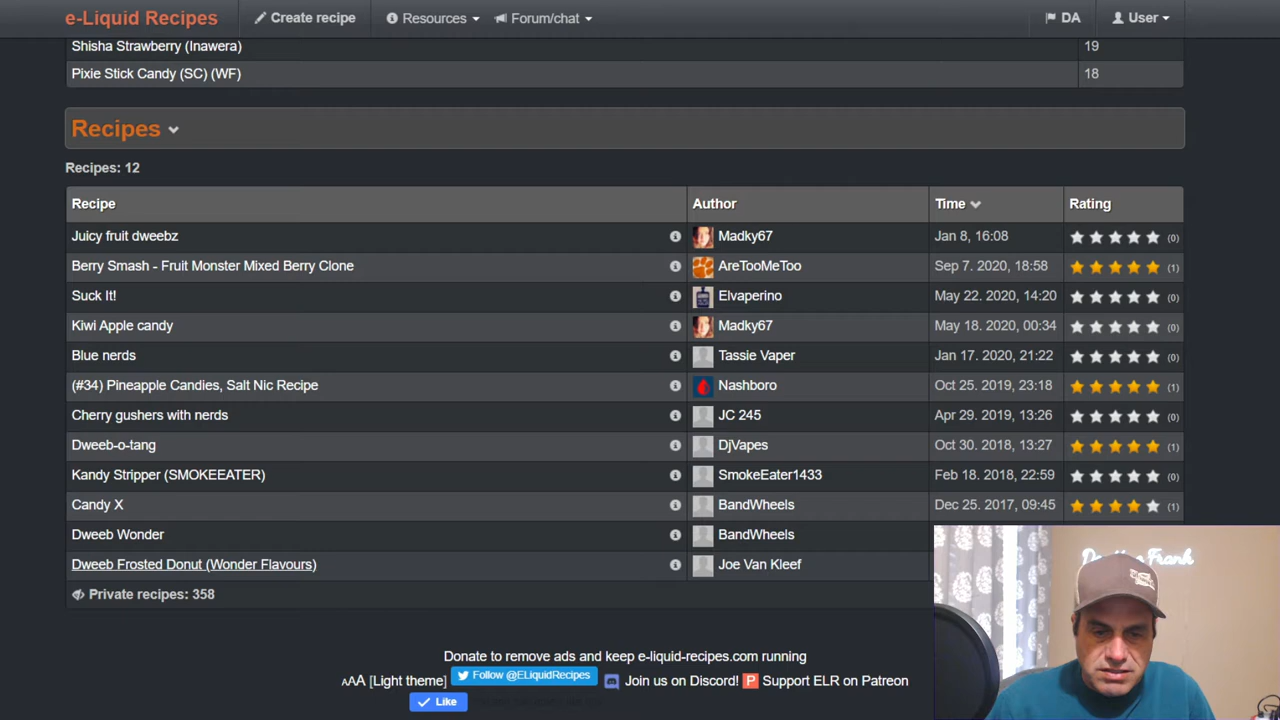 e-Liquid Recipes Create recipe Resources Forum/chat DA User
Shisha Strawberry (Inawera) 19
Pixie Stick Candy (SC) (WF) 18
Recipes
Recipes: 12
Recipe Author Time Rating
Juicy fruit dweebz Madky67 Jan 8, 16:08 (0)
Berry Smash - Fruit Monster Mixed Berry Clone AreTooMeToo Sep 7. 2020, 18:58 (1)
Suck It! Elvaperino May 22. 2020, 14:20 (0)
Kiwi Apple candy Madky67 May 18. 2020, 00:34 (0)
Blue nerds Tassie Vaper Jan 17. 2020, 21:22 (0)
(#34) Pineapple Candies, Salt Nic Recipe Nashboro Oct 25. 2019, 23:18 (1)
Cherry gushers with nerds JC 245 Apr 29. 2019, 13:26 (0)
Dweeb-o-tang DjVapes Oct 30. 2018, 13:27 (1)
Kandy Stripper (SMOKEEATER) SmokeEater1433 Feb 18. 2018, 22:59 (0)
Candy X BandWheels Dec 25. 2017, 09:45 (1)
Dweeb Wonder BandWheels
Dweeb Frosted Donut (Wonder Flavours) Joe Van Kleef
Private recipes: 358
Donate to remove ads and keep e-liquid-recipes.com running
AAA [Light theme] Follow @ELiquidRecipes Join us on Discord! Support ELR on Patreon
Like
Frank